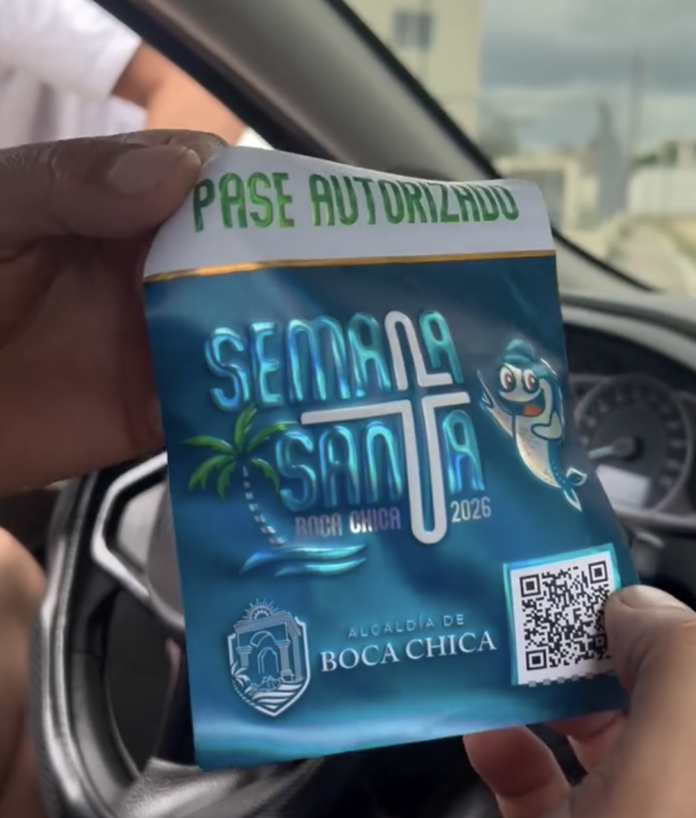 PASE AUTORIZADO
SEMANA
SANTA
BOCA CHICA 2026
ALCALDÍA DE
BOCA CHICA